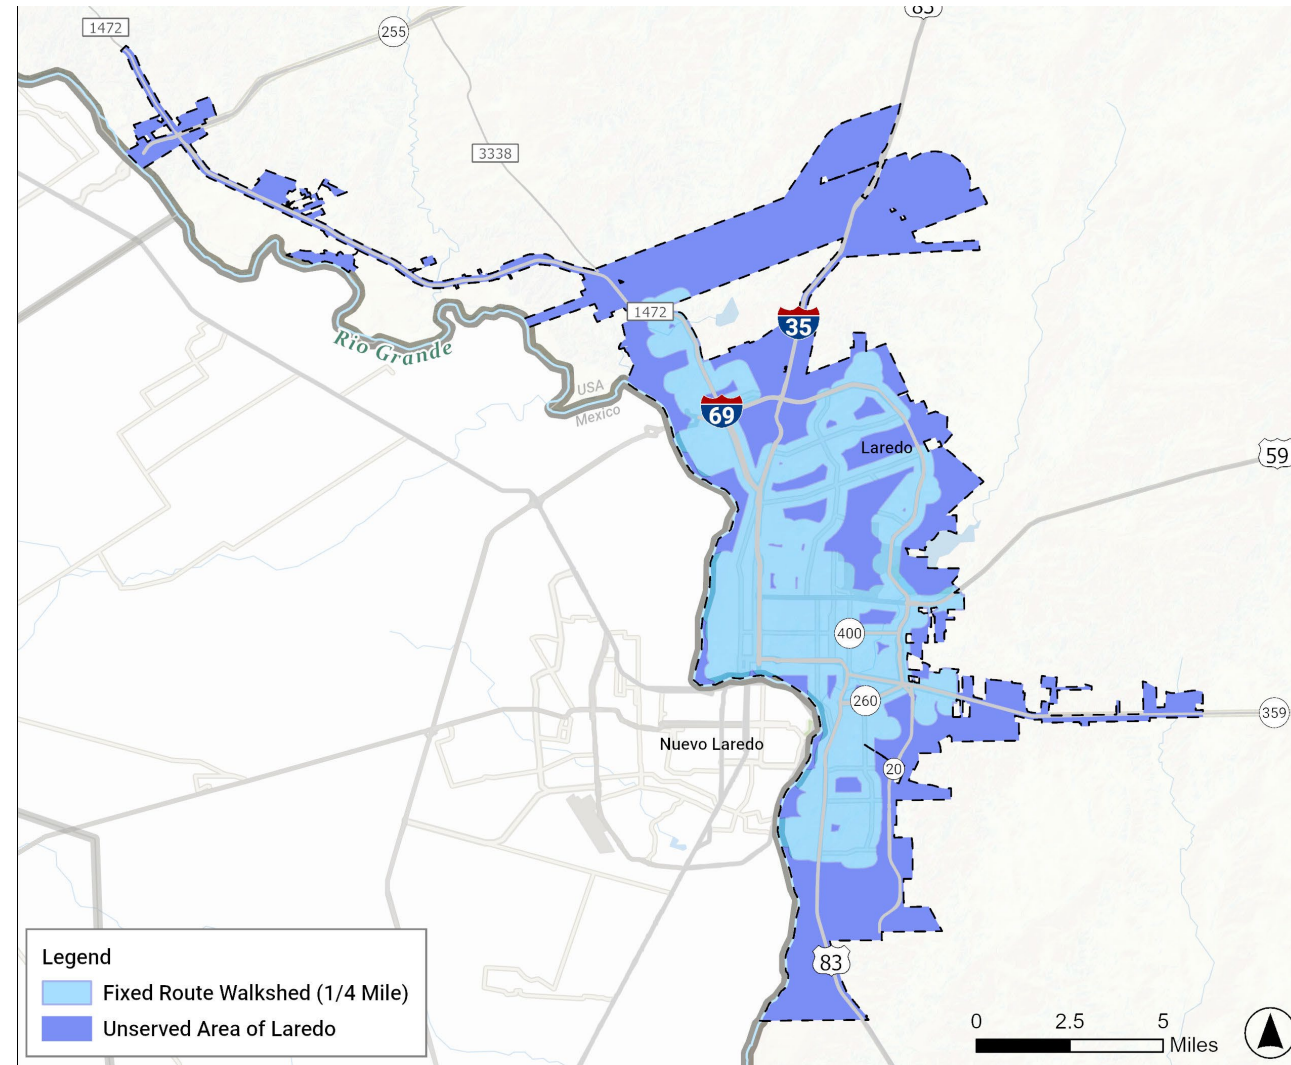 83
1472
255
3338
1472
35
Rio Grande
USA
Mexico
69
Laredo
59
400
260
359
Nuevo Laredo
20
83
Legend
Fixed Route Walkshed (1/4 Mile)
Unserved Area of Laredo
0 2.5 5
Miles